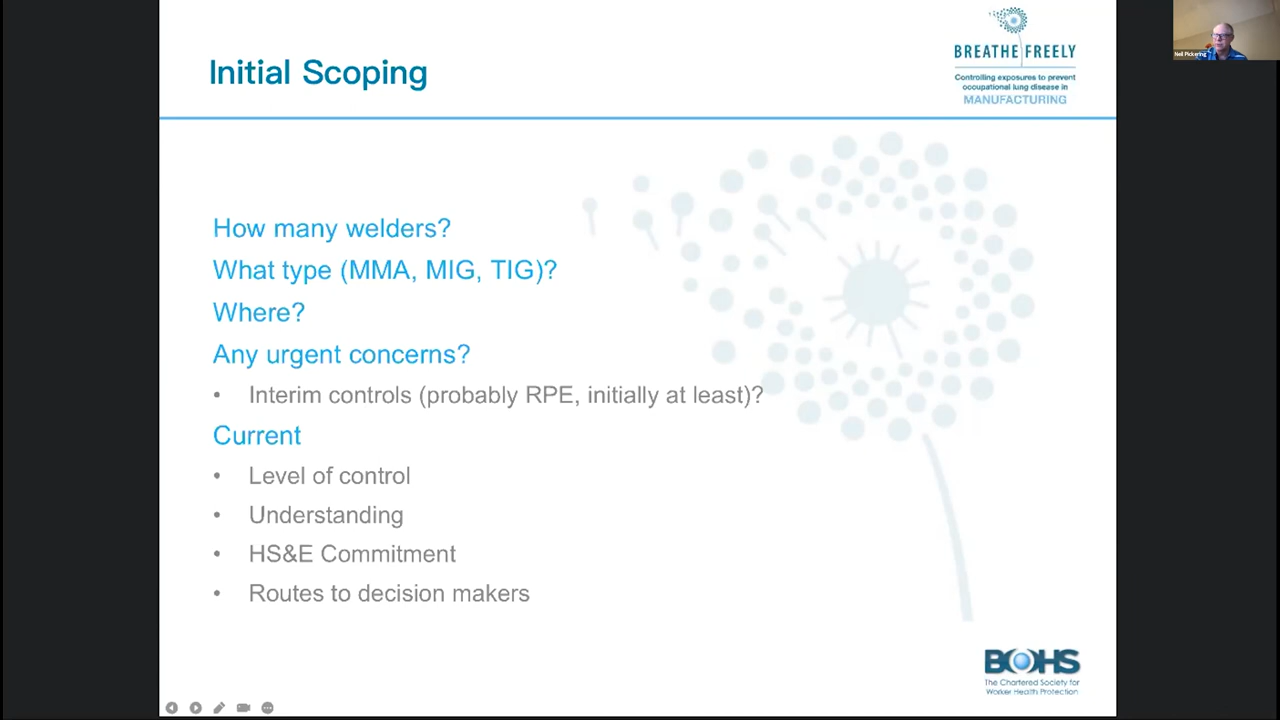 Initial Scoping
BREATHE FREELY
Controlling exposures to prevent
occupational lung disease in
MANUFACTURING
Neil Pickering
How many welders?
What type (MMA, MIG, TIG)?
Where?
Any urgent concerns?
• Interim controls (probably RPE, initially at least)?
Current
• Level of control
• Understanding
• HS&E Commitment
• Routes to decision makers
BOHS
The Chartered Society for
Worker Health Protection